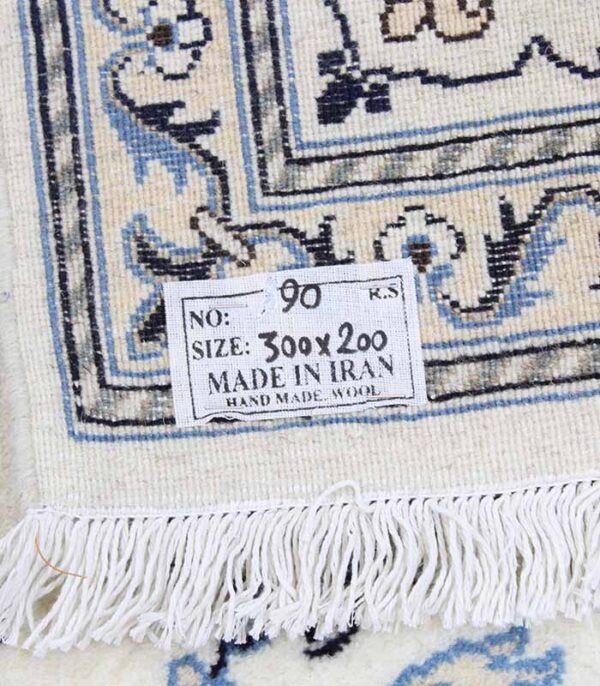 NO: 90 R.S
SIZE: 300x200
MADE IN IRAN
HAND MADE. WOOL